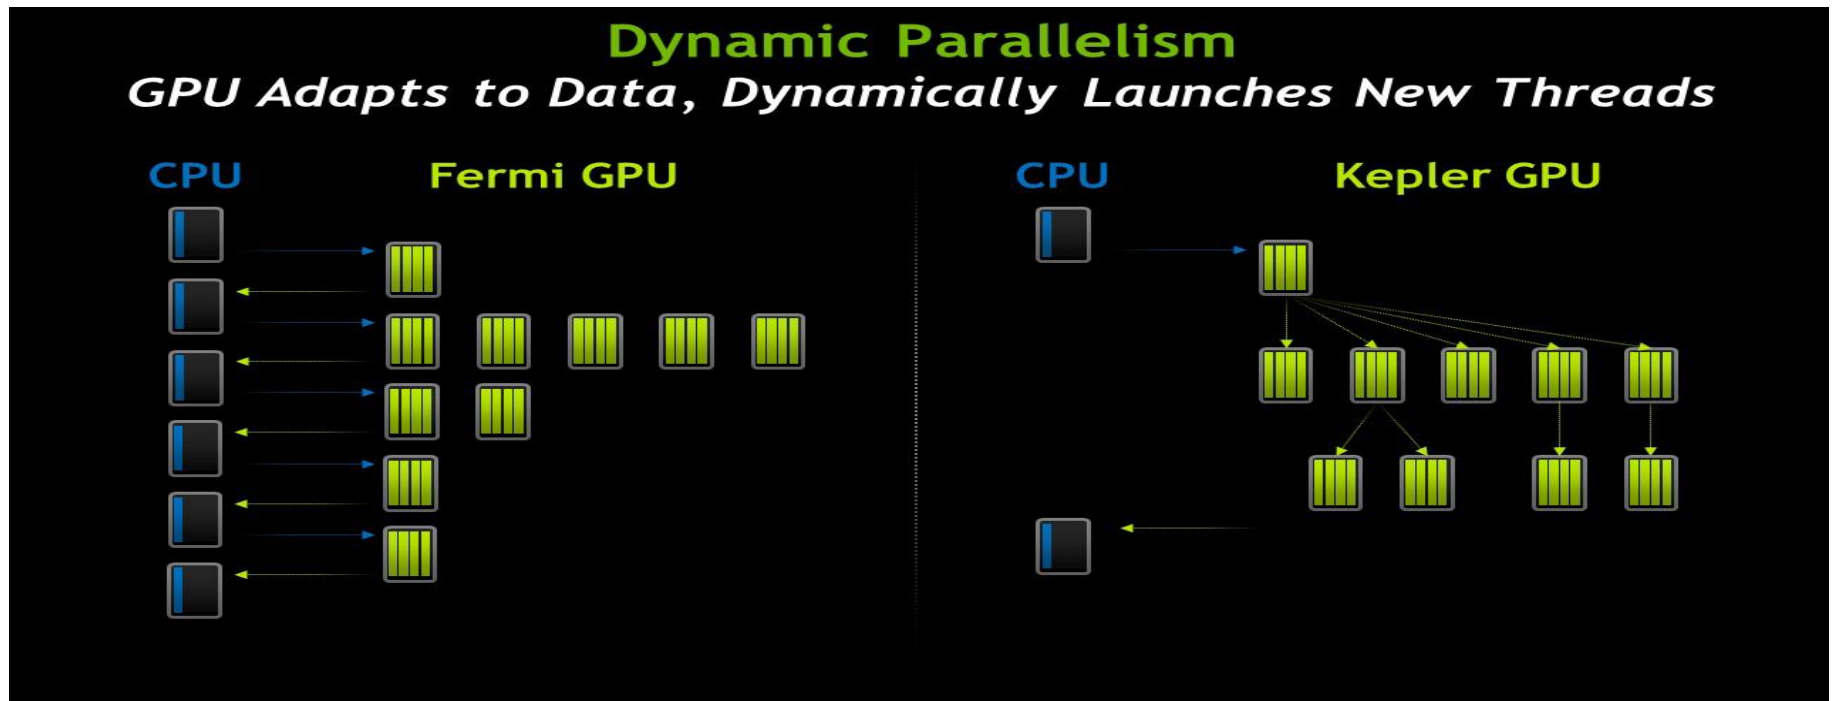 Dynamic Parallelism
GPU Adapts to Data, Dynamically Launches New Threads
CPU
Fermi GPU
CPU
Kepler GPU